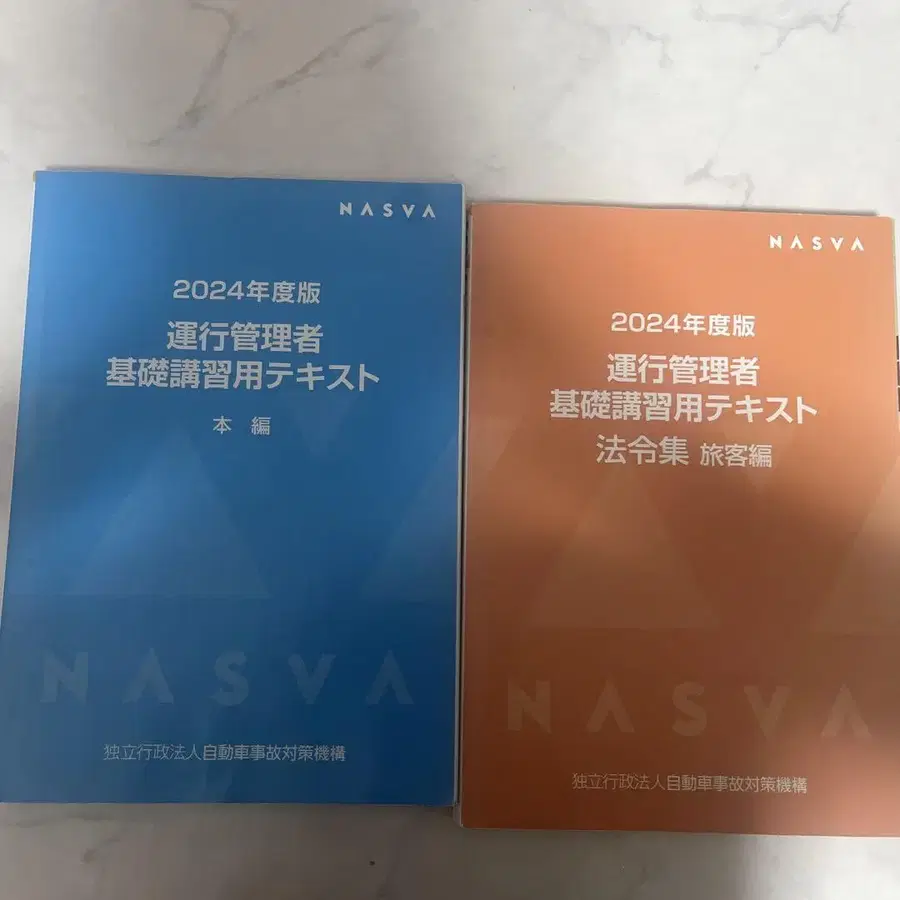 NASVA
2024年度版
運行管理者
基礎講習用テキスト
本編
NASVA
独立行政法人自動車事故対策機構
NASVA
2024年度版
運行管理者
基礎講習用テキスト
法令集 旅客編
NASVA
独立行政法人自動車事故対策機構